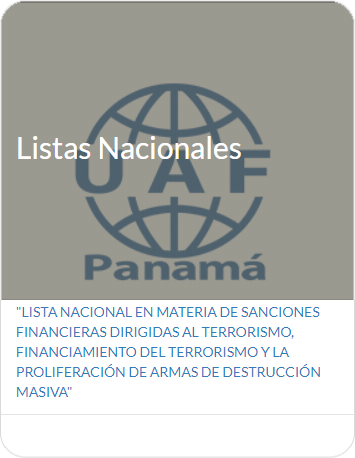 Listas Nacionales
UAF
Panamá
"LISTA NACIONAL EN MATERIA DE SANCIONES
FINANCIERAS DIRIGIDAS AL TERRORISMO,
FINANCIAMIENTO DEL TERRORISMO Y LA
PROLIFERACIÓN DE ARMAS DE DESTRUCCIÓN
MASIVA"